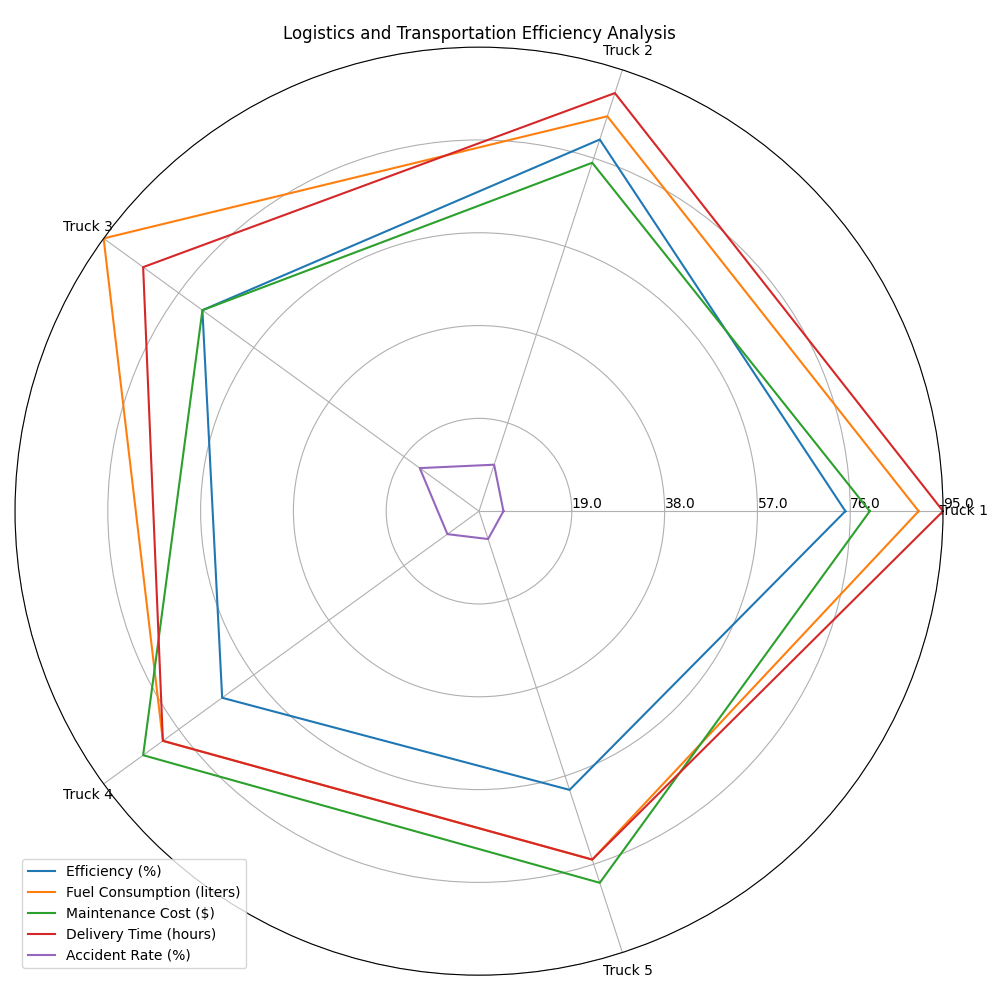 Logistics and Transportation Efficiency Analysis
Truck 2
Truck 3
19.0
38.0
57.0
76.0
95.0
Truck 1
Truck 4
Truck 5
Efficiency (%)
Fuel Consumption (liters)
Maintenance Cost ($)
Delivery Time (hours)
Accident Rate (%)